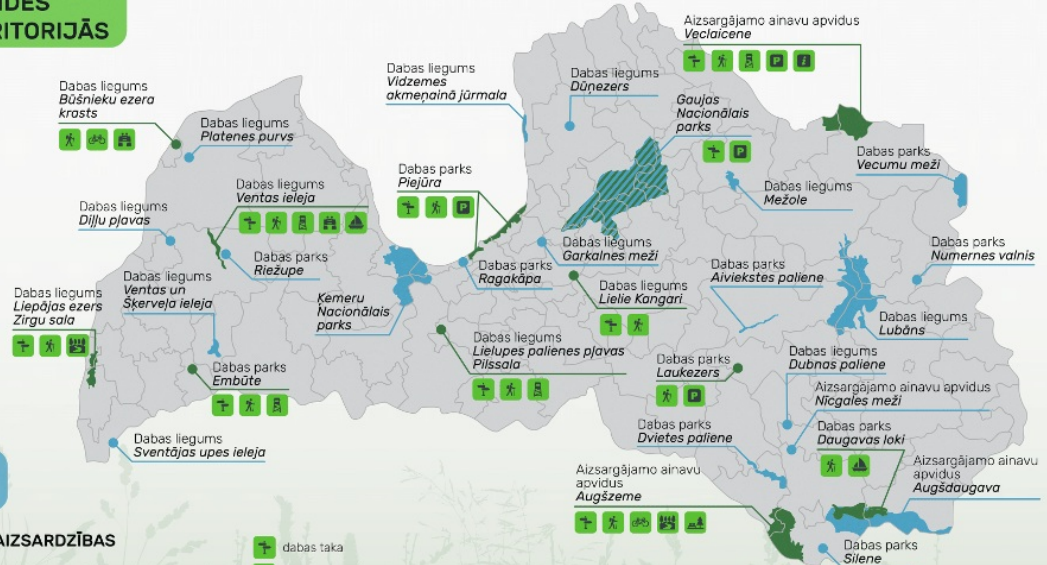 RITORIJĀS
Aizsargājamo ainavu apvidus
Veclaicene
Dabas liegums
Būšnieku ezera
krasts
Dabas liegums
Platenes purvs
Dabas liegums
Vidzemes
akmeņainā jūrmala
Dabas liegums
Dūņezers
Gaujas
Nacionālais
parks
Dabas parks
Vecumu meži
Dabas liegums
Mežole
Dabas parks
Piejūra
Dabas liegums
Ventas ieleja
Dabas liegums
Diļļu pļavas
Dabas parks
Riežupe
Dabas liegums
Garkalnes meži
Dabas parks
Ragakāpa
Dabas parks
Numernes valnis
Dabas parks
Aiviekstes paliene
Dabas liegums
Ventas un
Šķerveļa ieleja
Dabas liegums
Liepājas ezers
Zirgu sala
Ķemeru
Nacionālais
parks
Dabas liegums
Lielie Kangari
Dabas liegums
Lubāns
Dabas liegums
Lielupes palienes pļavas
Pilssala
Dabas parks
Embūte
Dabas parks
Laukezers
Dabas liegums
Dubnas paliene
Aizsargājamo ainavu apvidus
Nīcgales meži
Dabas parks
Daugavas loki
Dabas parks
Dvietes paliene
Dabas liegums
Sventājas upes ieleja
Aizsargājamo ainavu
apvidus
Augšzeme
Aizsargājamo ainavu
apvidus
Augšdaugava
Dabas parks
Silene
AIZSARDZĪBAS
dabas taka